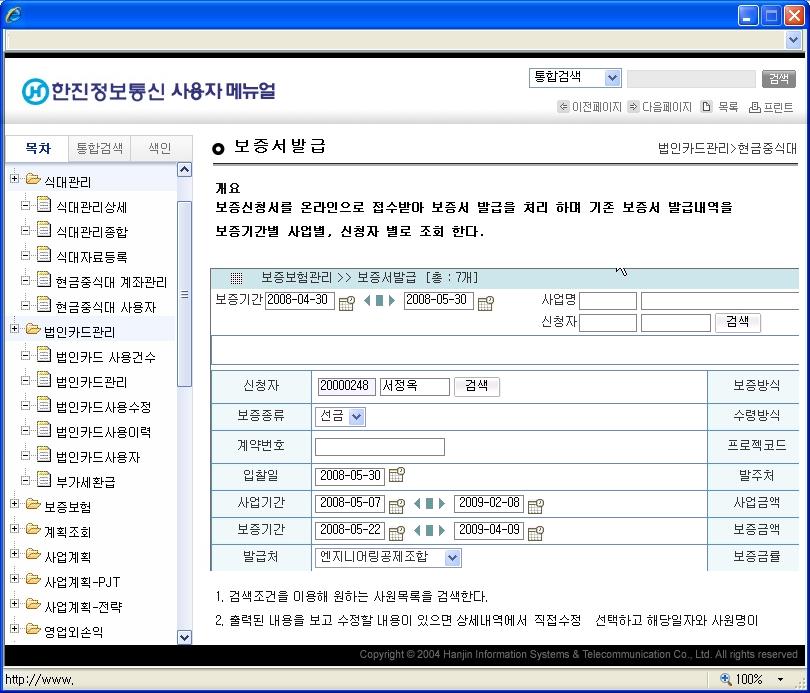 한진정보통신 사용자 메뉴얼
통합검색 검색
이전페이지 다음페이지 목록 프린트
목차 통합검색 색인
식대관리
식대관리상세
식대관리종합
식대자료등록
현금중식대 계좌관리
현금중식대 사용자
법인카드관리
법인카드 사용건수
법인카드관리
법인카드사용수정
법인카드사용이력
법인카드사용자
부가세환급
보증보험
계획조회
사업계획
사업계획-PJT
사업계획-전략
영업외손익
보증서발급
법인카드관리>현금중식대
개요
보증신청서를 온라인으로 접수받아 보증서 발급을 처리 하며 기존 보증서 발급내역을
보증기간별 사업별, 신청자 별로 조회 한다.
보증보험관리 >> 보증서발급 [총 : 7개]
보증기간 2008-04-30 2008-05-30 사업명
신청자 검색
신청자 20000248 서정옥 검색 보증방식
보증종류 선금 수령방식
계약번호 프로젝코드
입찰일 2008-05-30 발주처
사업기간 2008-05-07 2009-02-08 사업금액
보증기간 2008-05-22 2009-04-09 보증금액
발급처 엔지니어링공제조합 보증금률
1. 검색조건을 이용해 원하는 사원목록을 검색한다.
2. 출력된 내용을 보고 수정할 내용이 있으면 상세내역에서 직접수정 선택하고 해당일자와 사원명이
Copyright © 2004 Hanjin Information Systems & Telecommunication Co., Ltd. All rights reserved
http://www. 100%